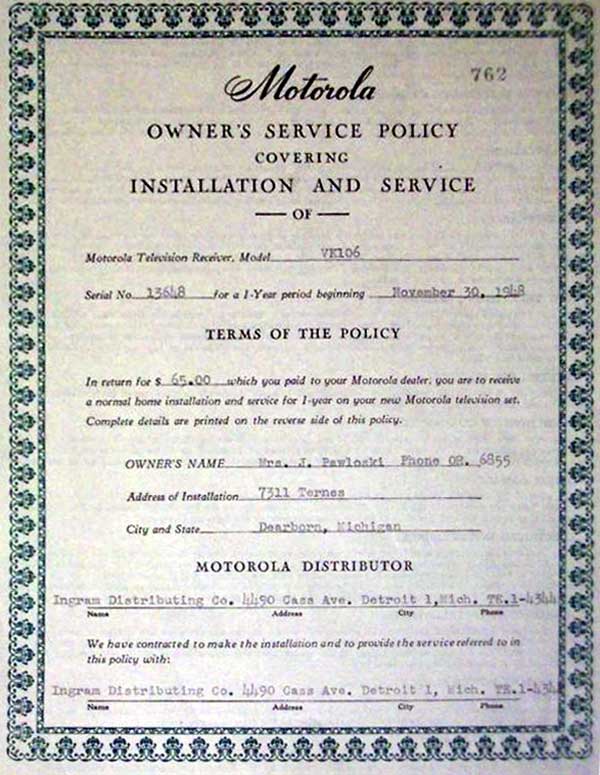 762
Motorola
OWNER'S SERVICE POLICY
COVERING
INSTALLATION AND SERVICE
OF
Motorola Television Receiver, Model VK106
Serial No. 13648 for a 1-Year period beginning November 30, 1948
TERMS OF THE POLICY
In return for $ 65.00 which you paid to your Motorola dealer, you are to receive
a normal home installation and service for 1-year on your new Motorola television set.
Complete details are printed on the reverse side of this policy.
OWNER'S NAME Mrs. J. Pawloski Phone OR. 6855
Address of Installation 7311 Ternes
City and State Dearborn, Michigan
MOTOROLA DISTRIBUTOR
Ingram Distributing Co. 4490 Cass Ave. Detroit 1, Mich. TE.1-4344
Name Address City Phone
We have contracted to make the installation and to provide the service referred to in
this policy with:
Ingram Distributing Co. 4490 Cass Ave. Detroit 1, Mich. TE.1-4344
Name Address City Phone